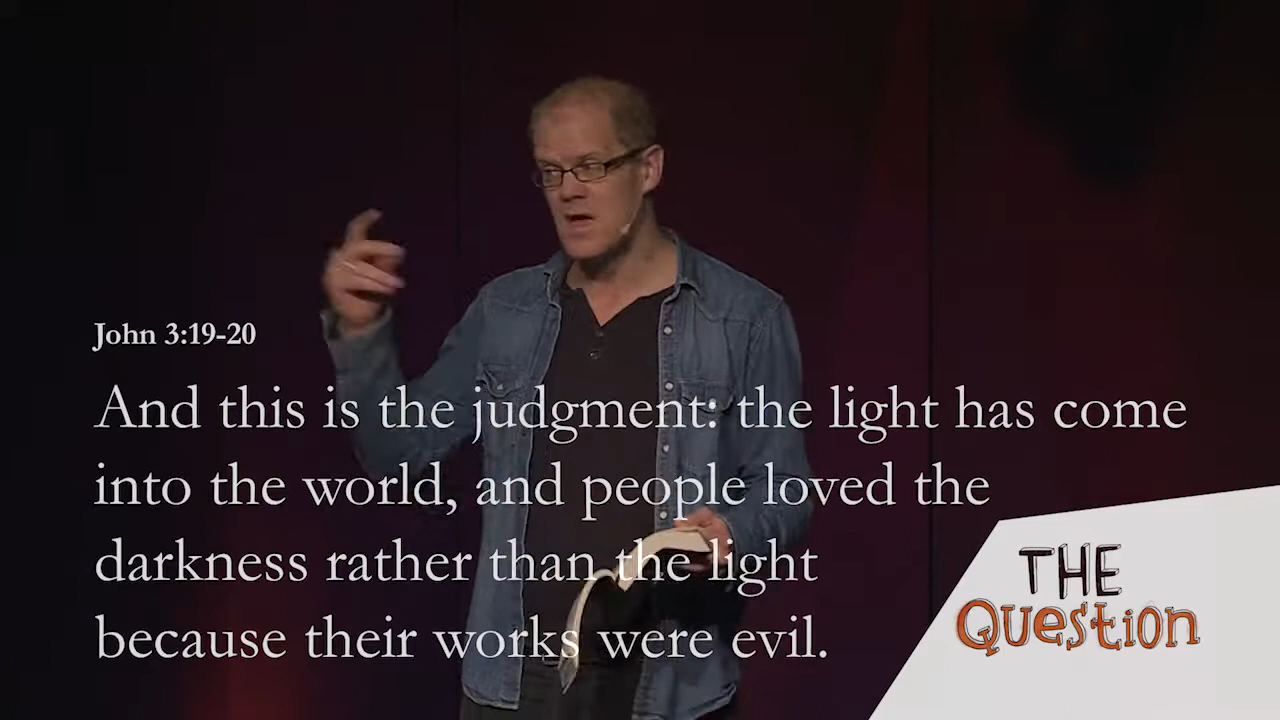 John 3:19-20
And this is the judgment: the light has come
into the world, and people loved the
darkness rather than the light
because their works were evil.
THE
Question